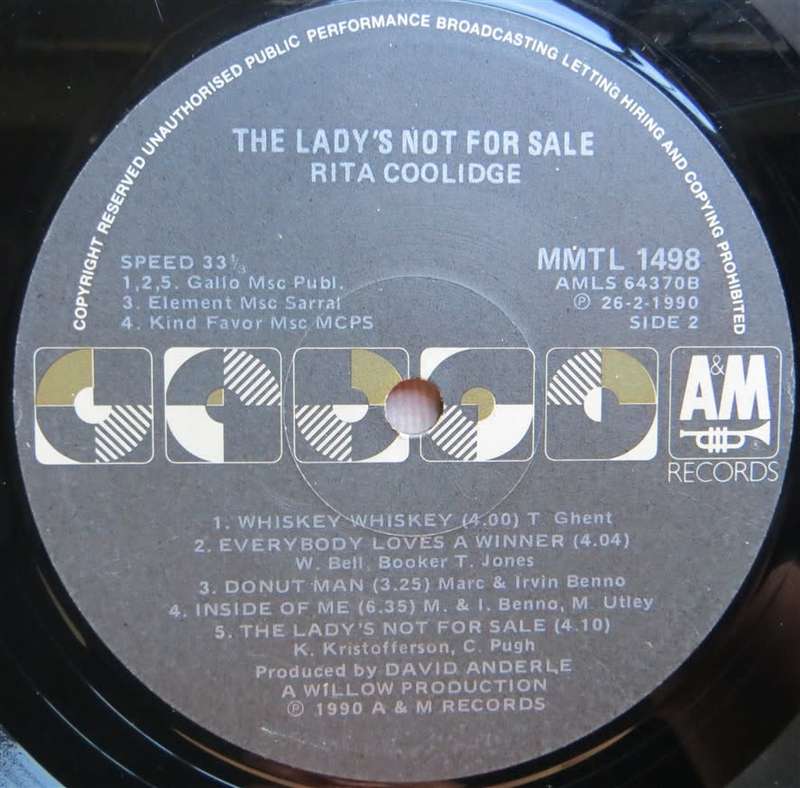 COPYRIGHT RESERVED UNAUTHORISED PUBLIC PERFORMANCE BROADCASTING LETTING HIRING AND COPYING PROHIBITED
THE LADY'S NOT FOR SALE
RITA COOLIDGE
SPEED 33⅓
1,2,5. Gallo Msc Publ.
3. Element Msc Sarral
4. Kind Favor Msc MCPS
MMTL 1498
AMLS 64370B
℗ 26-2-1990
SIDE 2
A&M
RECORDS
1. WHISKEY WHISKEY (4.00) T Ghent
2. EVERYBODY LOVES A WINNER (4.04)
W. Bell, Booker T. Jones
3. DONUT MAN (3.25) Marc & Irvin Benno
4. INSIDE OF ME (6.35) M. & I. Benno, M. Utley
5. THE LADY'S NOT FOR SALE (4.10)
K. Kristofferson, C. Pugh
Produced by DAVID ANDERLE
A WILLOW PRODUCTION
℗ 1990 A & M RECORDS